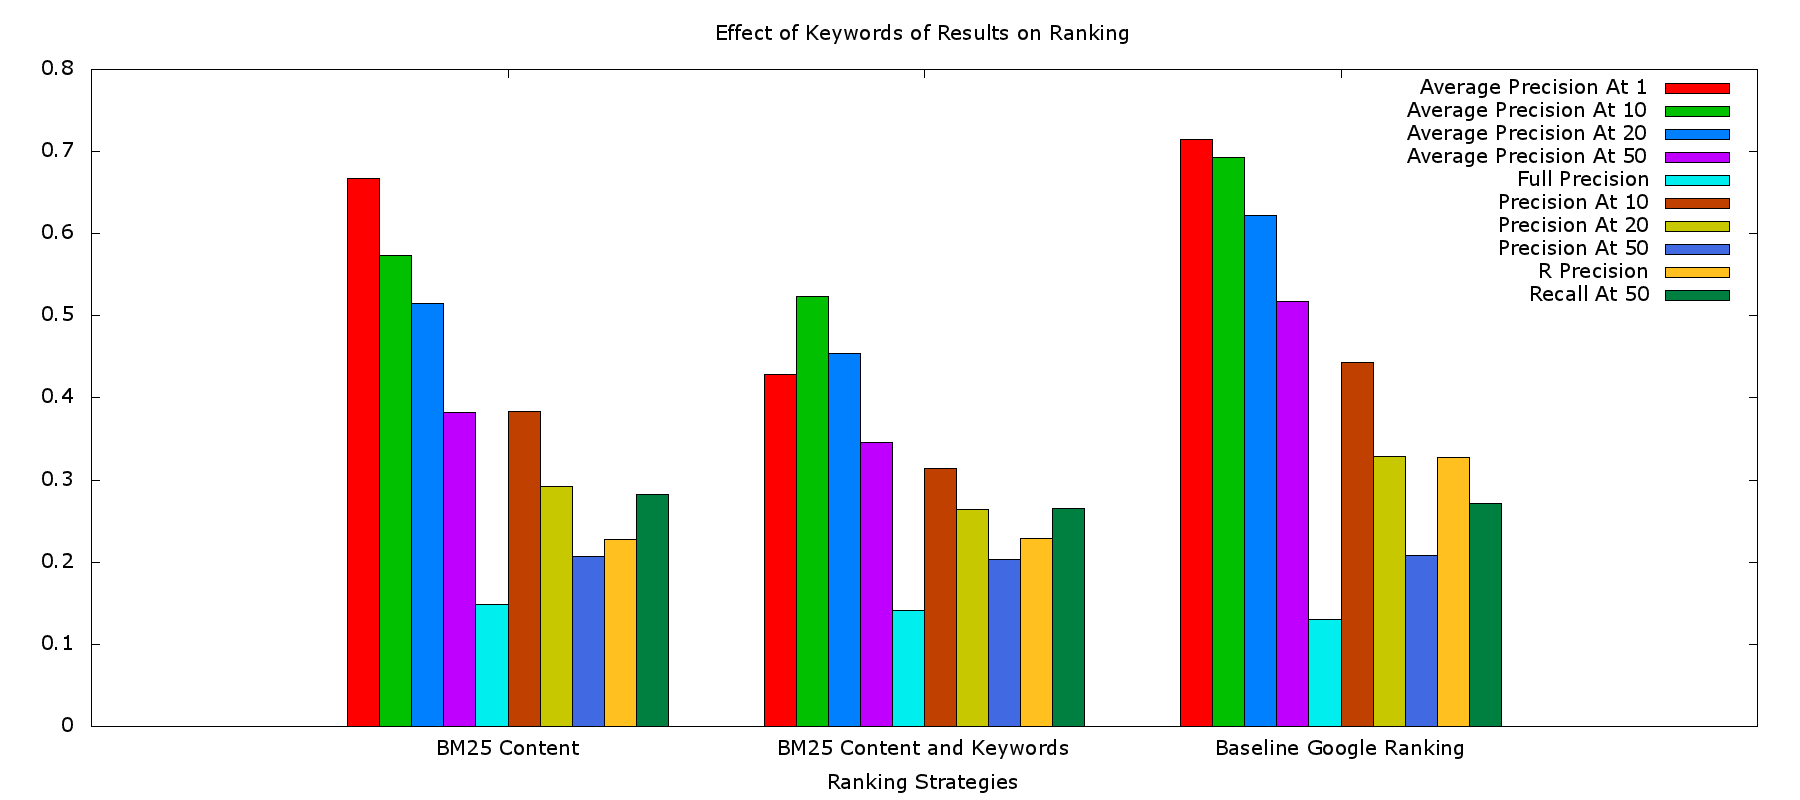 Effect of Keywords of Results on Ranking
0.8
0.7
0.6
0.5
0.4
0.3
0.2
0.1
0
Average Precision At 1
Average Precision At 10
Average Precision At 20
Average Precision At 50
Full Precision
Precision At 10
Precision At 20
Precision At 50
R Precision
Recall At 50
BM25 Content
BM25 Content and Keywords
Baseline Google Ranking
Ranking Strategies